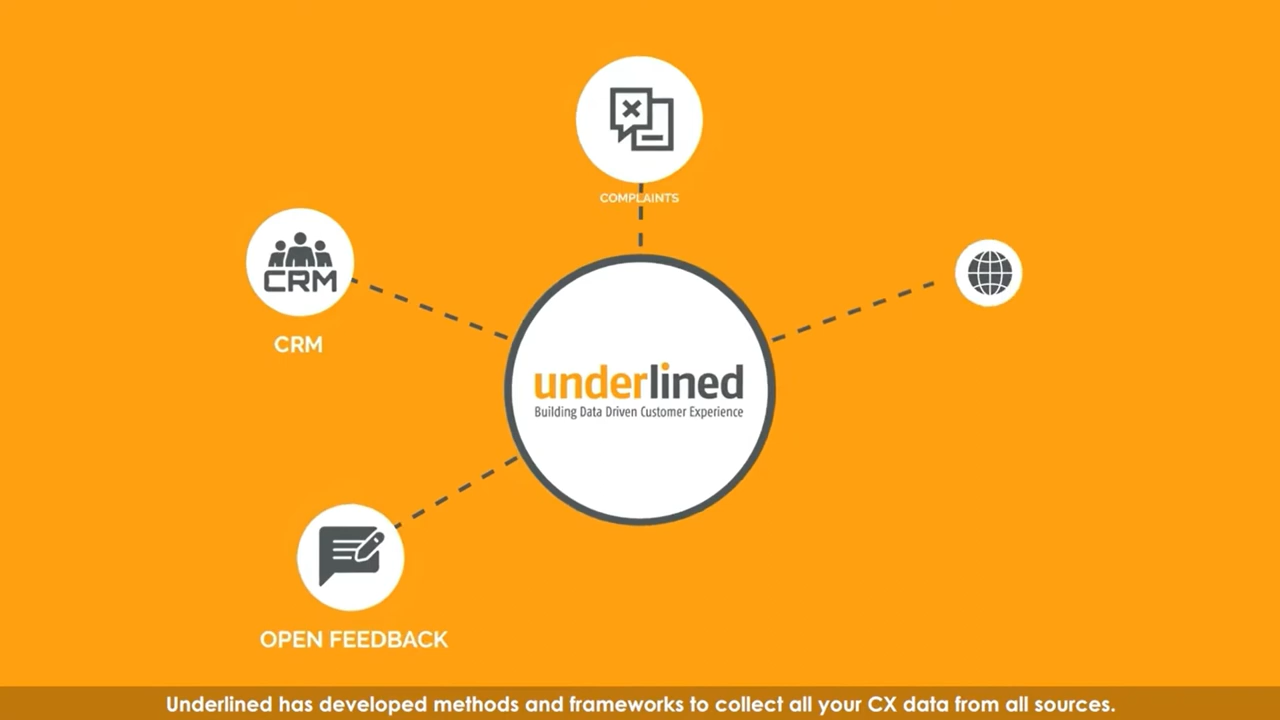 COMPLAINTS
CRM
CRM
underlined
Building Data Driven Customer Experience
OPEN FEEDBACK
Underlined has developed methods and frameworks to collect all your CX data from all sources.